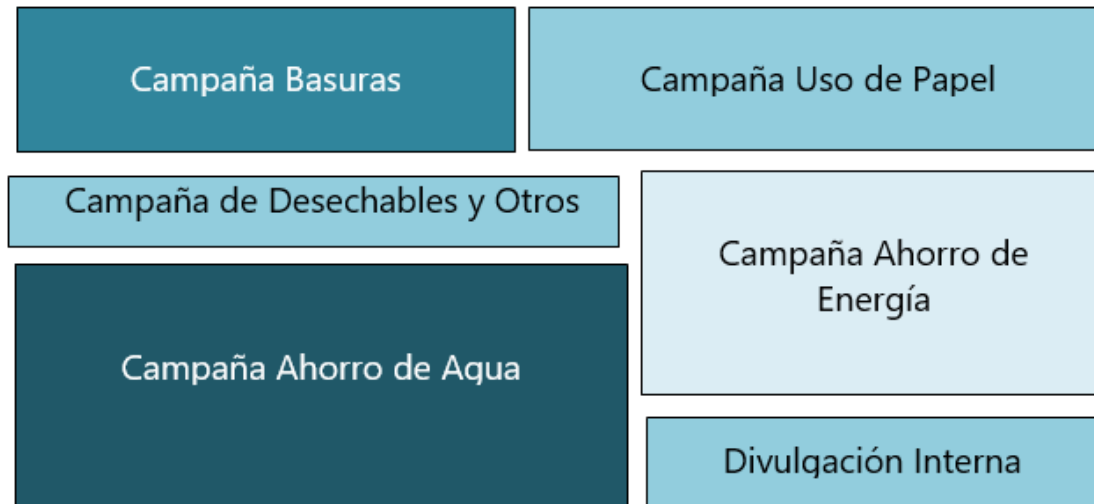 Campaña Basuras
Campaña Uso de Papel
Campaña de Desechables y Otros
Campaña Ahorro de
Energía
Campaña Ahorro de Agua
Divulgación Interna